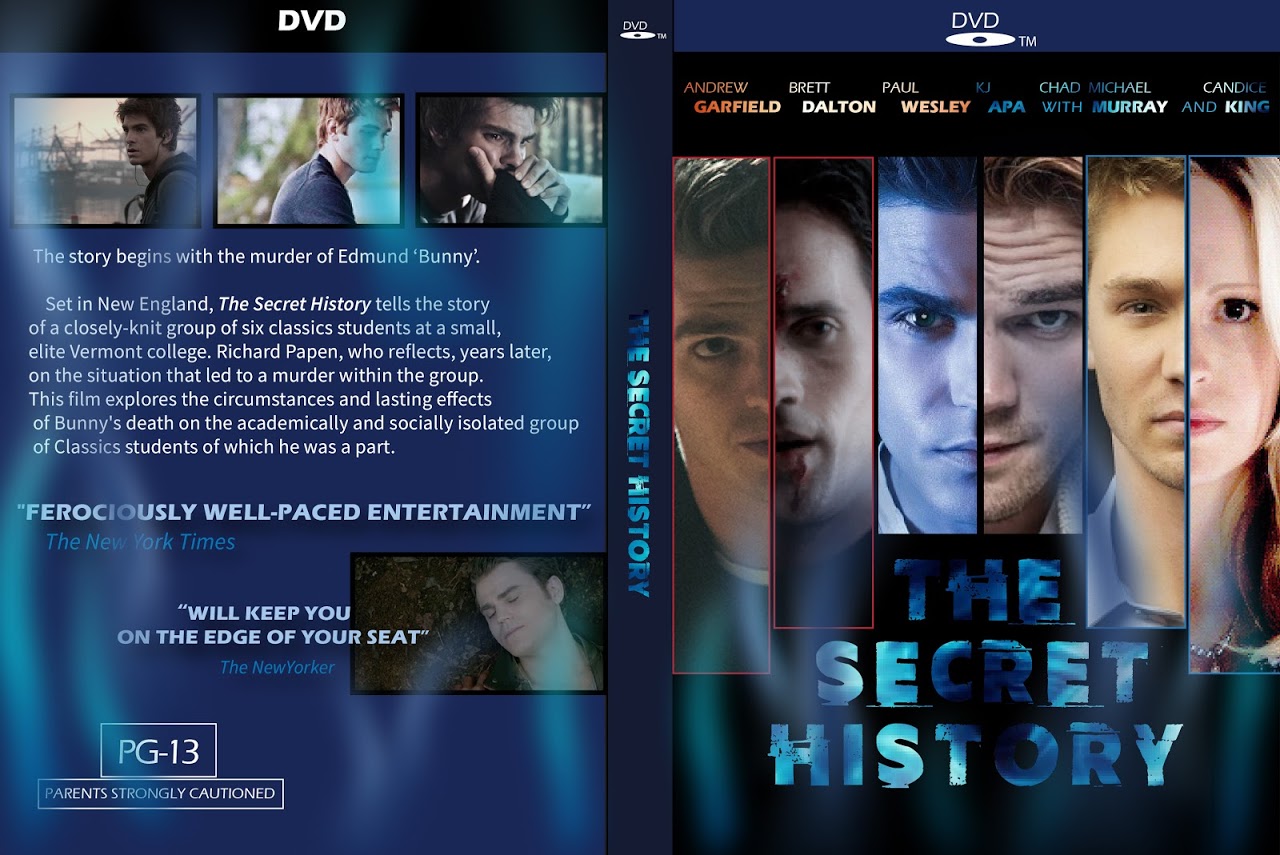 DVD
The story begins with the murder of Edmund ‘Bunny’.
Set in New England, The Secret History tells the story
of a closely-knit group of six classics students at a small,
elite Vermont college. Richard Papen, who reflects, years later,
on the situation that led to a murder within the group.
This film explores the circumstances and lasting effects
of Bunny's death on the academically and socially isolated group
of Classics students of which he was a part.
"FEROCIOUSLY WELL-PACED ENTERTAINMENT”
The New York Times
“WILL KEEP YOU
ON THE EDGE OF YOUR SEAT”
The NewYorker
PG-13
PARENTS STRONGLY CAUTIONED
DVD
TM
THE SECRET HISTORY
DVD
TM
ANDREW GARFIELD
BRETT DALTON
PAUL WESLEY
KJ APA
WITH CHAD MICHAEL MURRAY
AND CANDICE KING
THE
SECRET
HISTORY